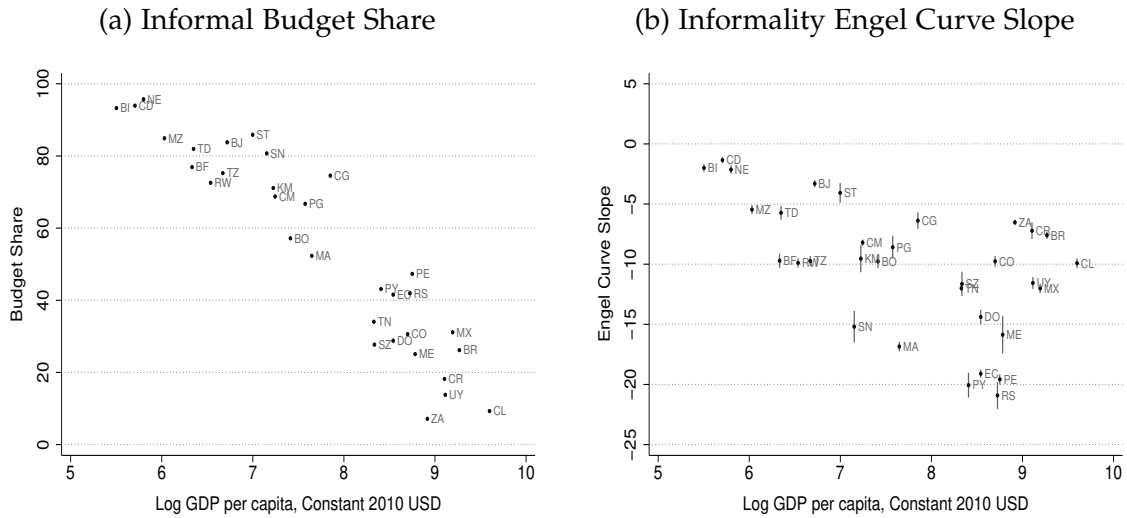 (a) Informal Budget Share
Budget Share
100
80
60
40
20
0
BI
CD
NE
MZ
TD
BJ
ST
SN
BF
TZ
RW
KM
CM
CG
PG
BO
MA
PE
PY
EC
RS
TN
SZ
DO
CO
ME
MX
BR
CR
UY
ZA
CL
5 6 7 8 9 10
Log GDP per capita, Constant 2010 USD
(b) Informality Engel Curve Slope
Engel Curve Slope
5
0
−5
−10
−15
−20
−25
BI
CD
NE
MZ
TD
BJ
ST
CG
ZA
CR
BR
CM
PG
BF
RW
TZ
KM
BO
CO
CL
SZ
TN
UY
MX
SN
DO
MA
ME
PY
EC
PE
RS
5 6 7 8 9 10
Log GDP per capita, Constant 2010 USD